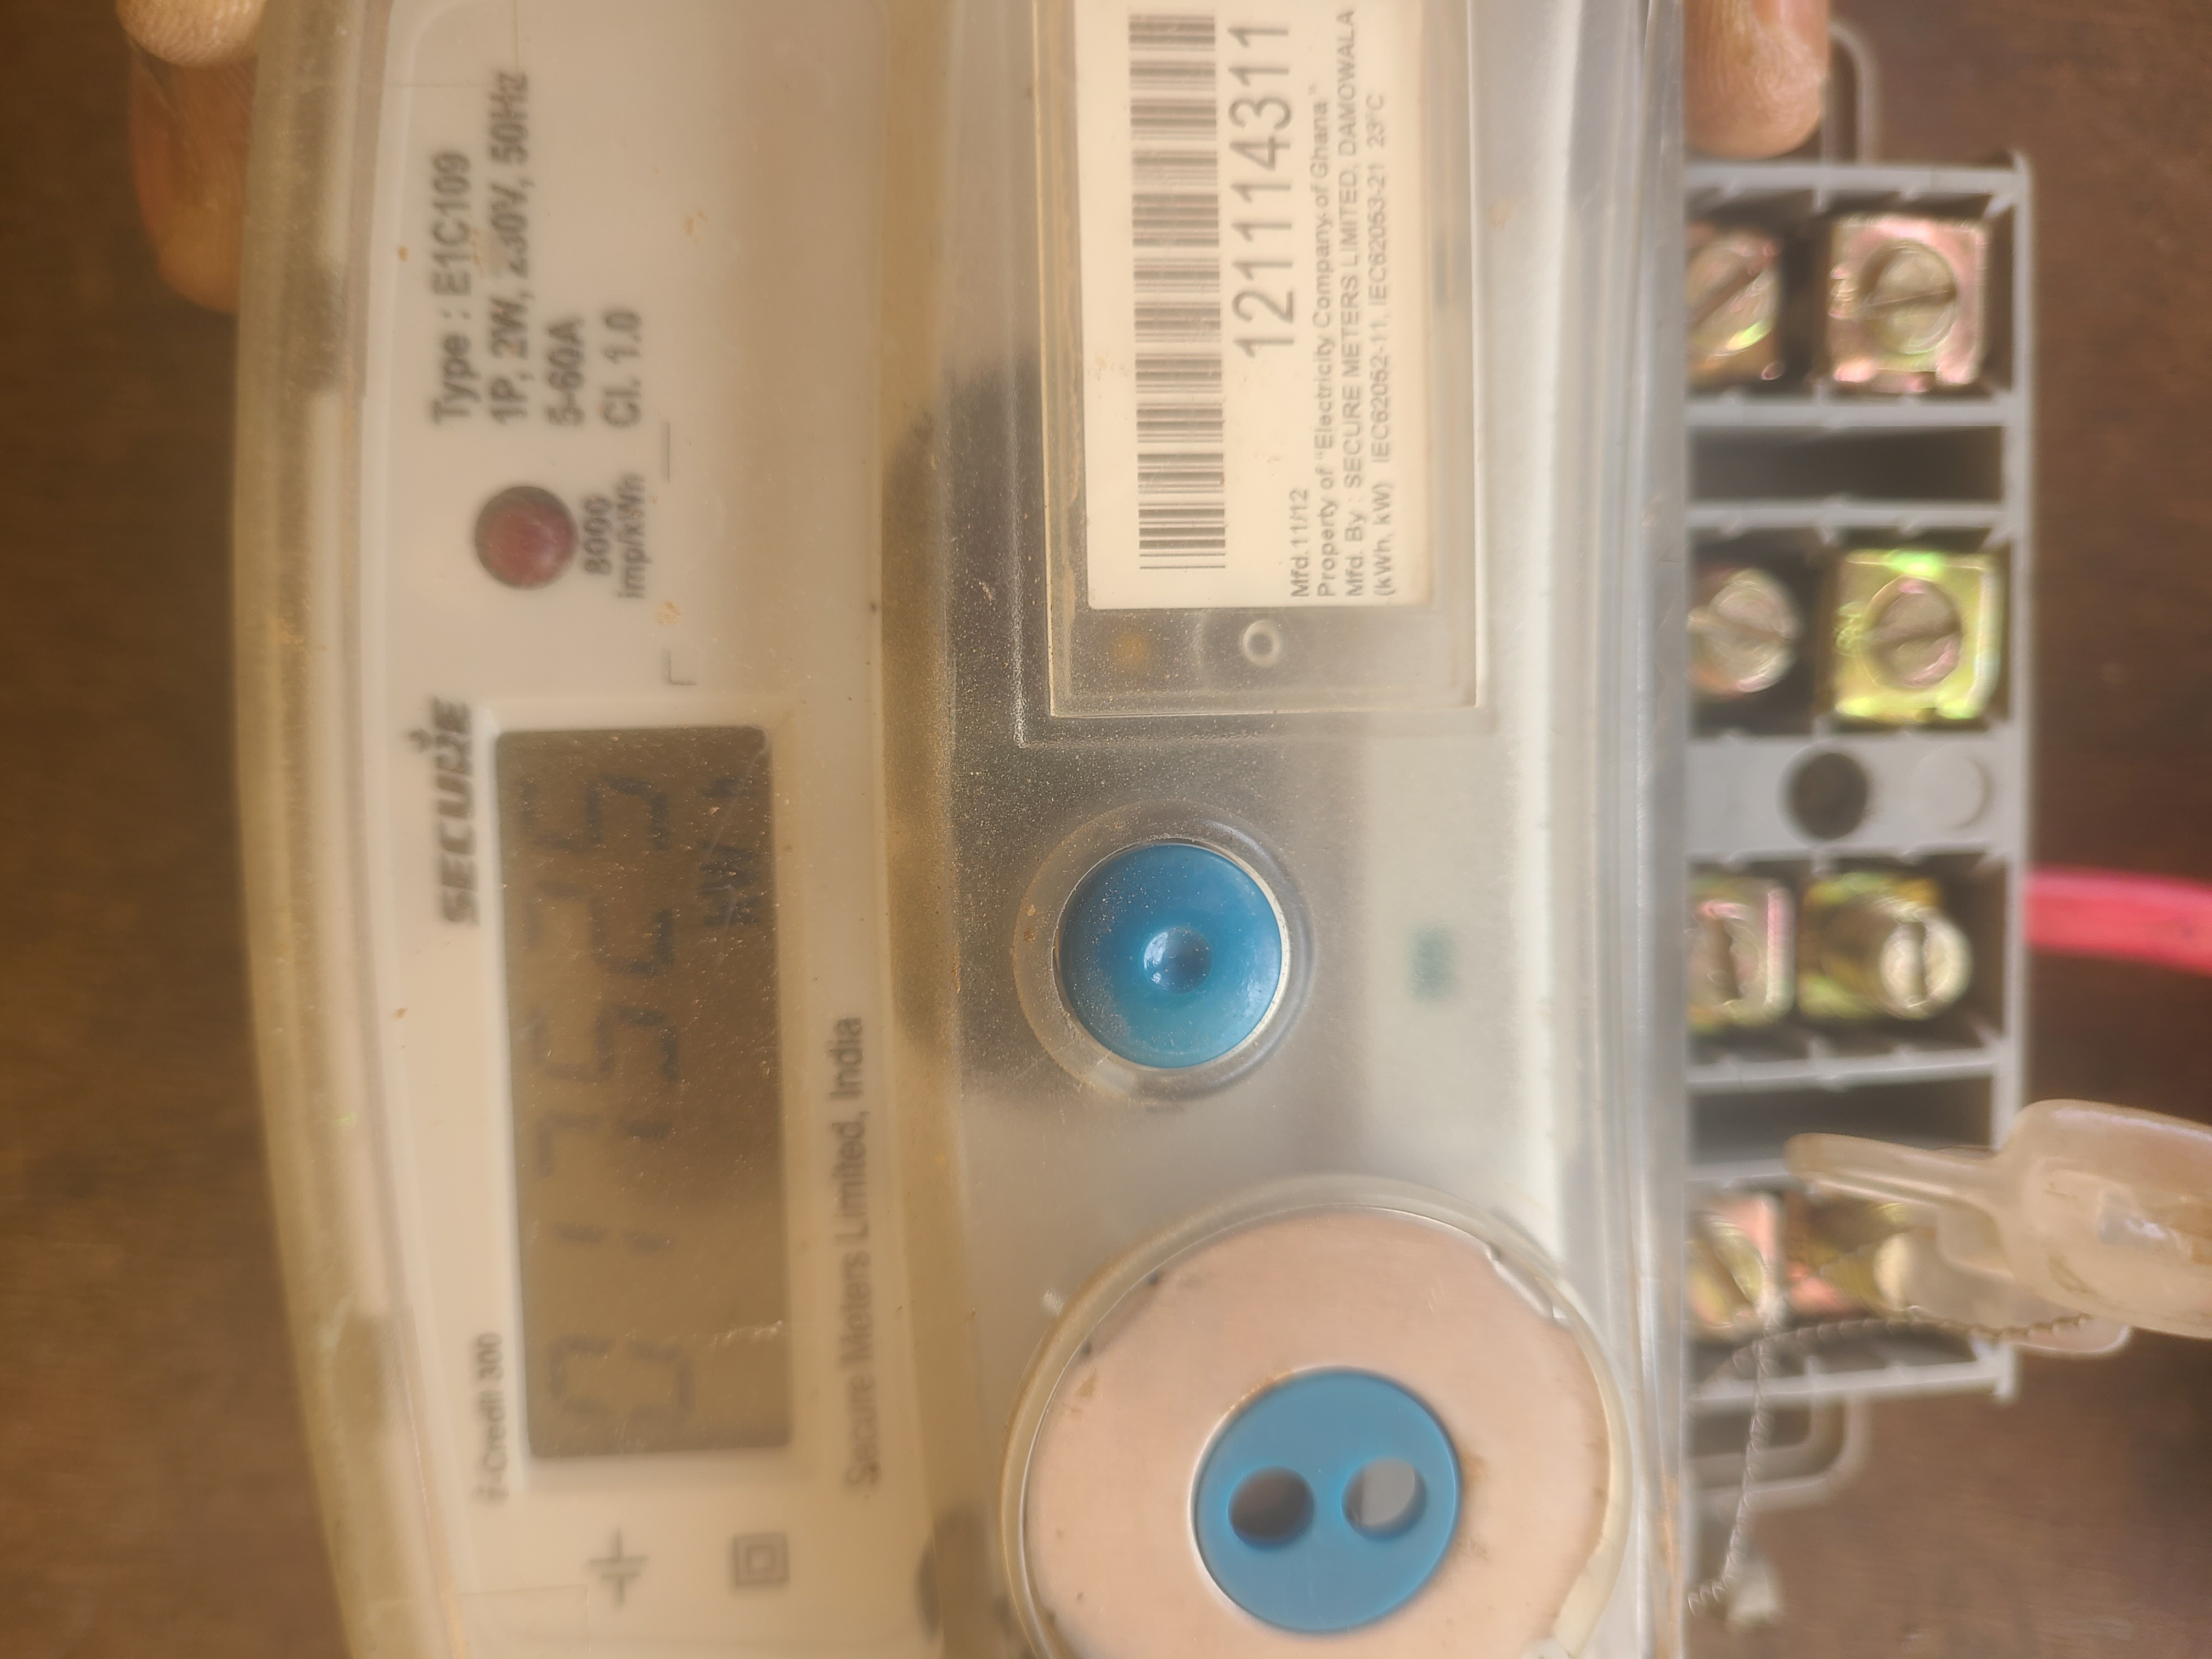 SECURE
E-Credit 300
017525
kWh
Type : E1C109
1P, 2W, 230V, 50Hz
5-60A
Cl. 1.0
8000
imp/kWh
Secure Meters Limited, India
121114311
Mfd.11/12
Property of "Electricity Company of Ghana"
Mfd. By : SECURE METERS LIMITED, DAMOWALA
(kWh, kW) IEC62052-11, IEC62053-21 23°C